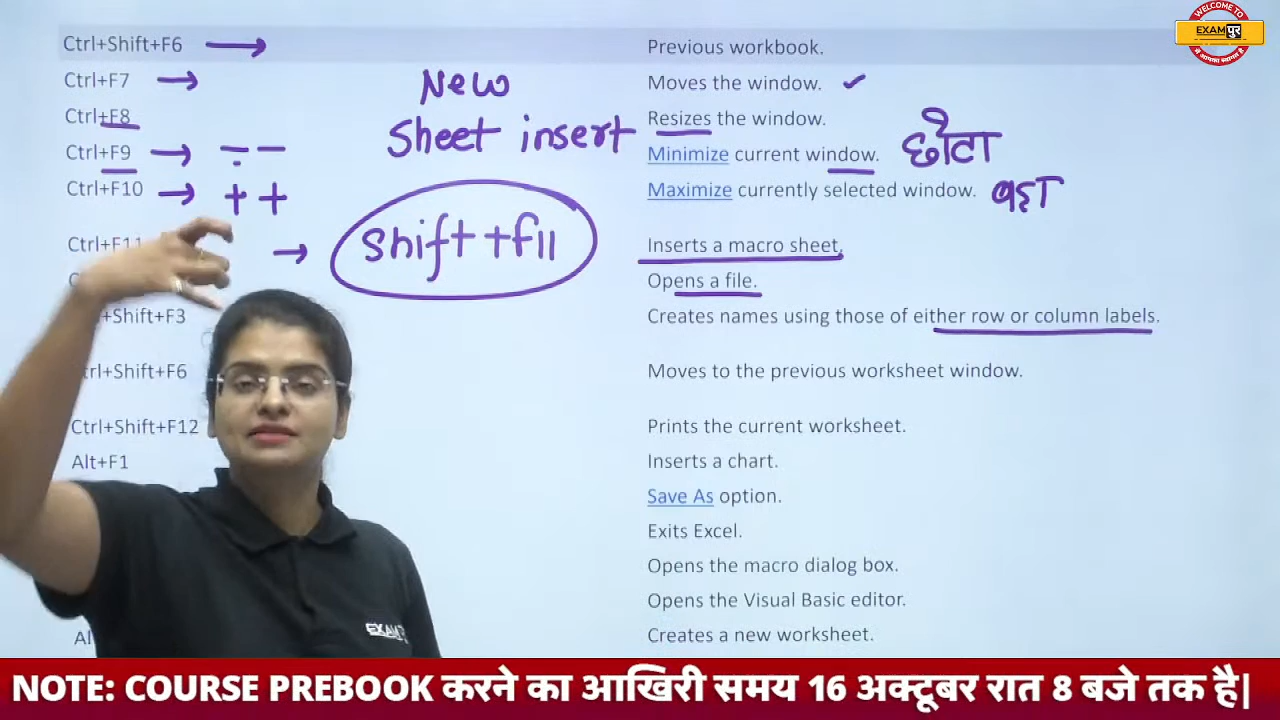 WELCOME TO
EXAM पुर
Ctrl+Shift+F6 → Previous workbook.
Ctrl+F7 → Moves the window. ✓
New
Ctrl+F8 Resizes the window.
Sheet insert
Ctrl+F9 → - - Minimize current window. छोटा
Ctrl+F10 → + + Maximize currently selected window. बड़ा
Ctrl+F11 → Shift+f11 Inserts a macro sheet.
Opens a file.
+Shift+F3 Creates names using those of either row or column labels.
trl+Shift+F6 Moves to the previous worksheet window.
Ctrl+Shift+F12 Prints the current worksheet.
Alt+F1 Inserts a chart.
Save As option.
Exits Excel.
Opens the macro dialog box.
Opens the Visual Basic editor.
Al Creates a new worksheet.
NOTE: COURSE PREBOOK करने का आखिरी समय 16 अक्टूबर रात 8 बजे तक है|